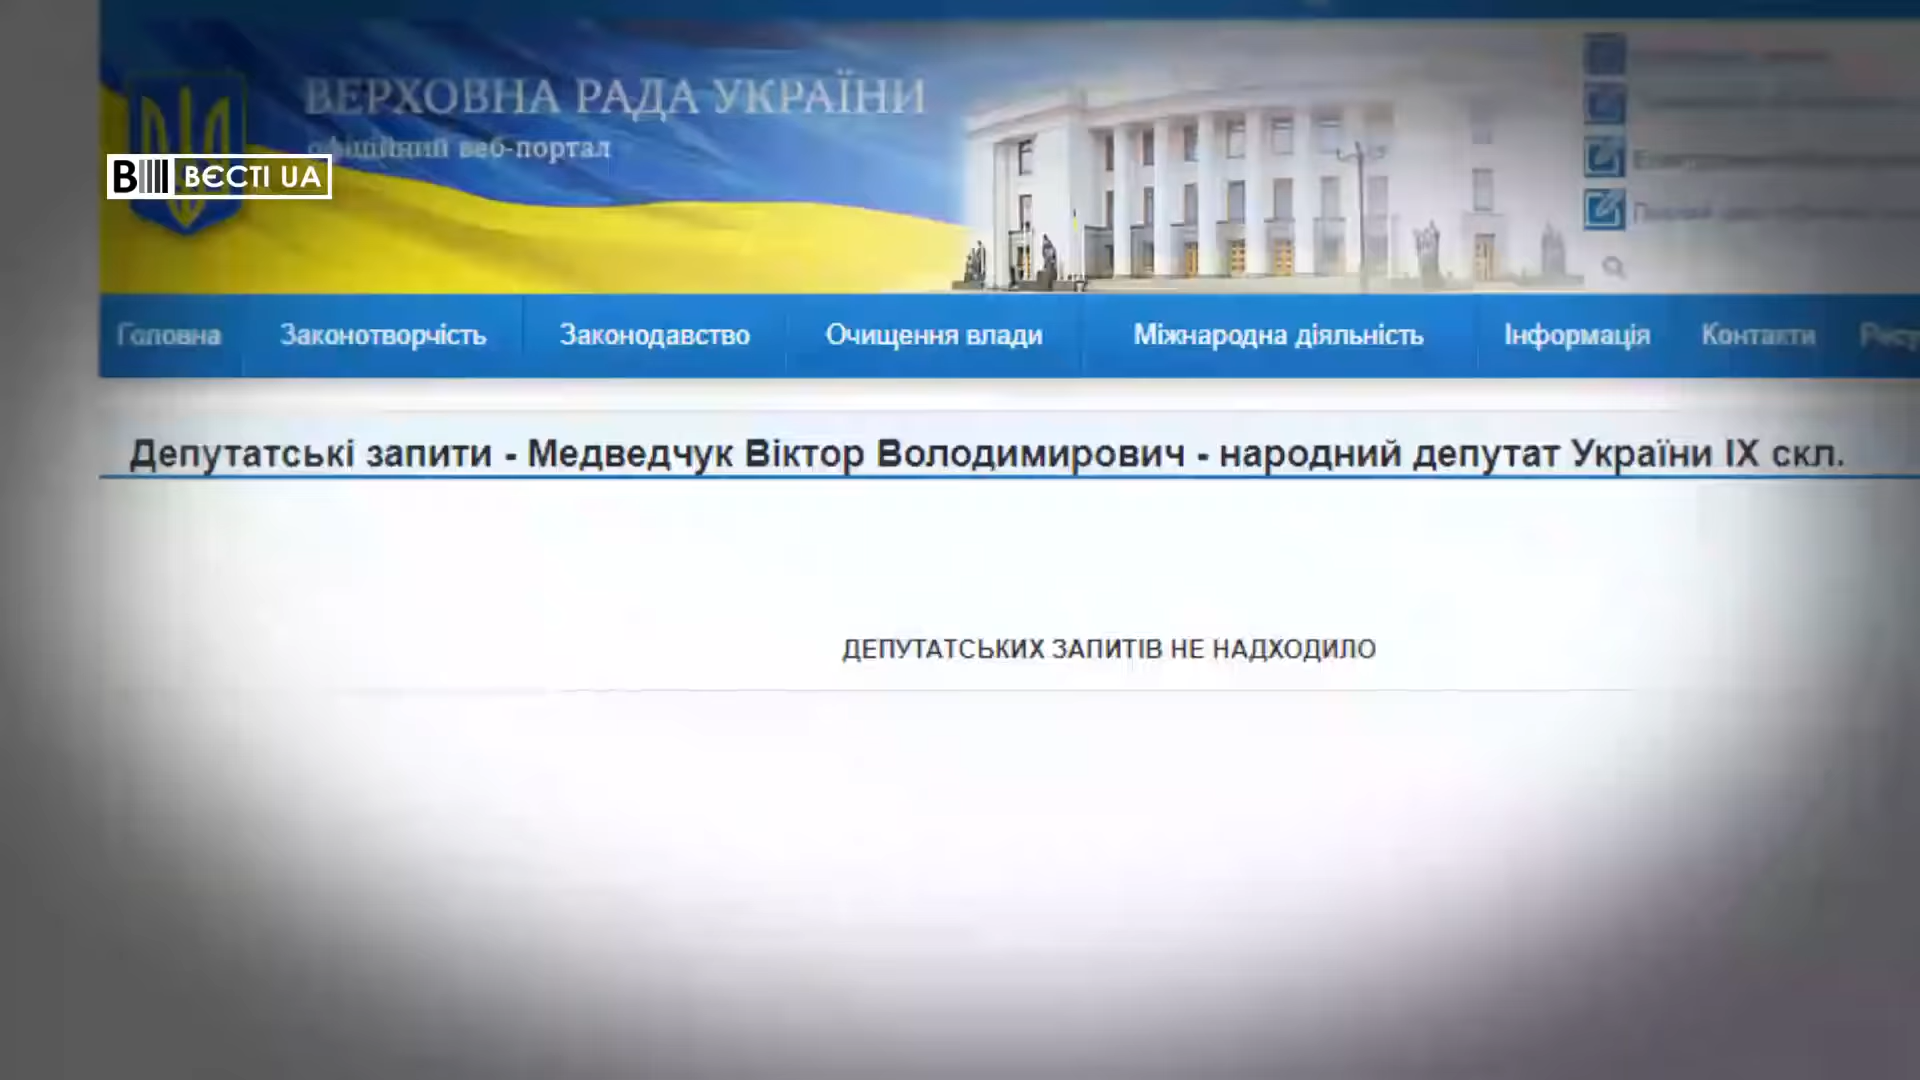 ВЕРХОВНА РАДА УКРАЇНИ
офіційний веб-портал
В ВЄСТІ UA
Головна Законотворчість Законодавство Очищення влади Міжнародна діяльність Інформація Контакти
Депутатські запити - Медведчук Віктор Володимирович - народний депутат України IX скл.
ДЕПУТАТСЬКИХ ЗАПИТІВ НЕ НАДХОДИЛО